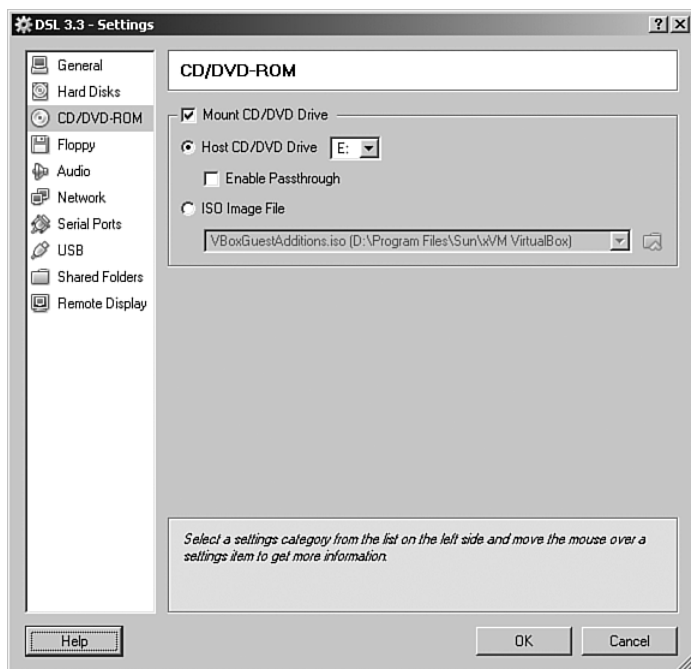 DSL 3.3 - Settings
General
Hard Disks
CD/DVD-ROM
Floppy
Audio
Network
Serial Ports
USB
Shared Folders
Remote Display
CD/DVD-ROM
Mount CD/DVD Drive
Host CD/DVD Drive E:
Enable Passthrough
ISO Image File
VBoxGuestAdditions.iso (D:\Program Files\Sun\xVM VirtualBox)
Select a settings category from the list on the left side and move the mouse over a
settings item to get more information.
Help OK Cancel